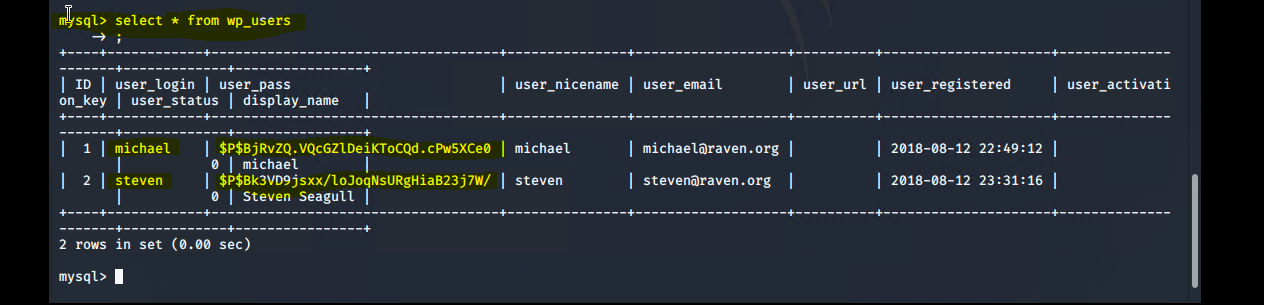 mysql> select * from wp_users
    -> ;
+----+------------+------------------------------------+---------------+-------------------+----------+---------------------+--------------
-------+-------------+----------------+
| ID | user_login | user_pass                          | user_nicename | user_email        | user_url | user_registered     | user_activati
on_key | user_status | display_name   |
+----+------------+------------------------------------+---------------+-------------------+----------+---------------------+--------------
-------+-------------+----------------+
|  1 | michael    | $P$BjRvZQ.VQcGZlDeiKToCQd.cPw5XCe0 | michael       | michael@raven.org |          | 2018-08-12 22:49:12 |
       |           0 | michael        |
|  2 | steven     | $P$Bk3VD9jsxx/loJoqNsURgHiaB23j7W/ | steven        | steven@raven.org  |          | 2018-08-12 23:31:16 |
       |           0 | Steven Seagull |
+----+------------+------------------------------------+---------------+-------------------+----------+---------------------+--------------
-------+-------------+----------------+
2 rows in set (0.00 sec)
mysql>